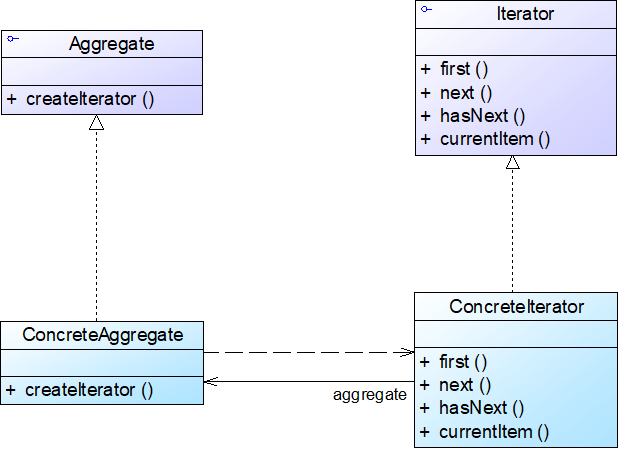 Aggregate
+ createIterator ()
Iterator
+ first ()
+ next ()
+ hasNext ()
+ currentItem ()
ConcreteAggregate
+ createIterator ()
aggregate
ConcreteIterator
+ first ()
+ next ()
+ hasNext ()
+ currentItem ()